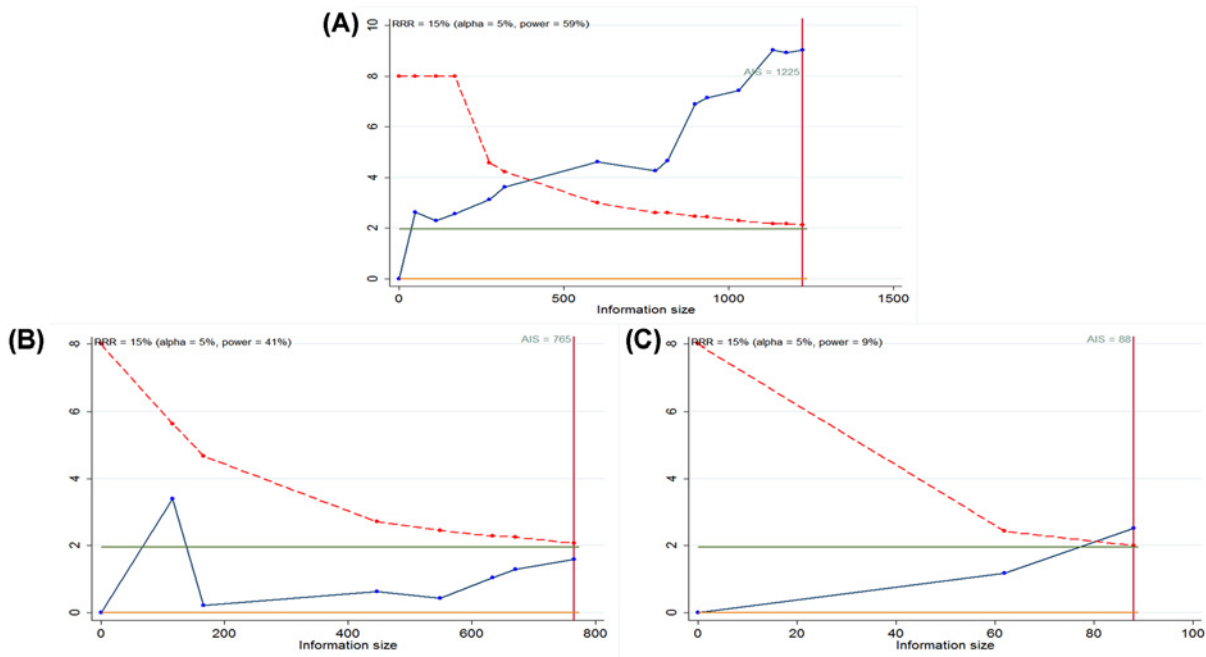 (A)
RRR = 15% (alpha = 5%, power = 59%)
10
8
6
4
2
0
AIS = 1225
0 500 1000 1500
Information size
(B)
RRR = 15% (alpha = 5%, power = 41%)
AIS = 765
8
6
4
2
0
0 200 400 600 800
Information size
(C)
RRR = 15% (alpha = 5%, power = 9%)
AIS = 88
8
6
4
2
0
0 20 40 60 80 100
Information size